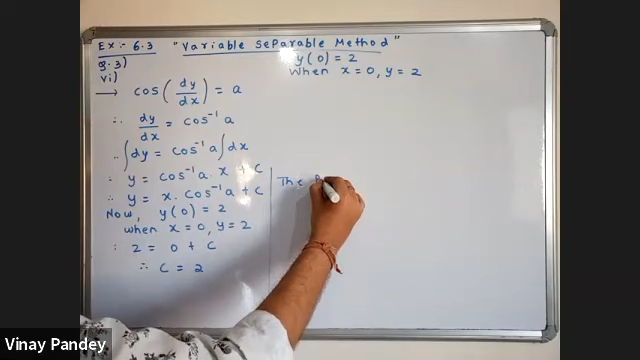 EX:- 6.3 "Variable Separable Method"
Q.3)
vi)
y(0) = 2
When x=0, y=2
→ cos(dy/dx) = a
∴ dy/dx = cos⁻¹ a
∴ ∫dy = cos⁻¹ a ∫dx
∴ y = cos⁻¹ a . x + C
∴ y = x. cos⁻¹ a + C
Now, y(0) = 2
when x=0, y=2
∴ 2 = 0 + C
∴ C = 2
The
Vinay Pandey